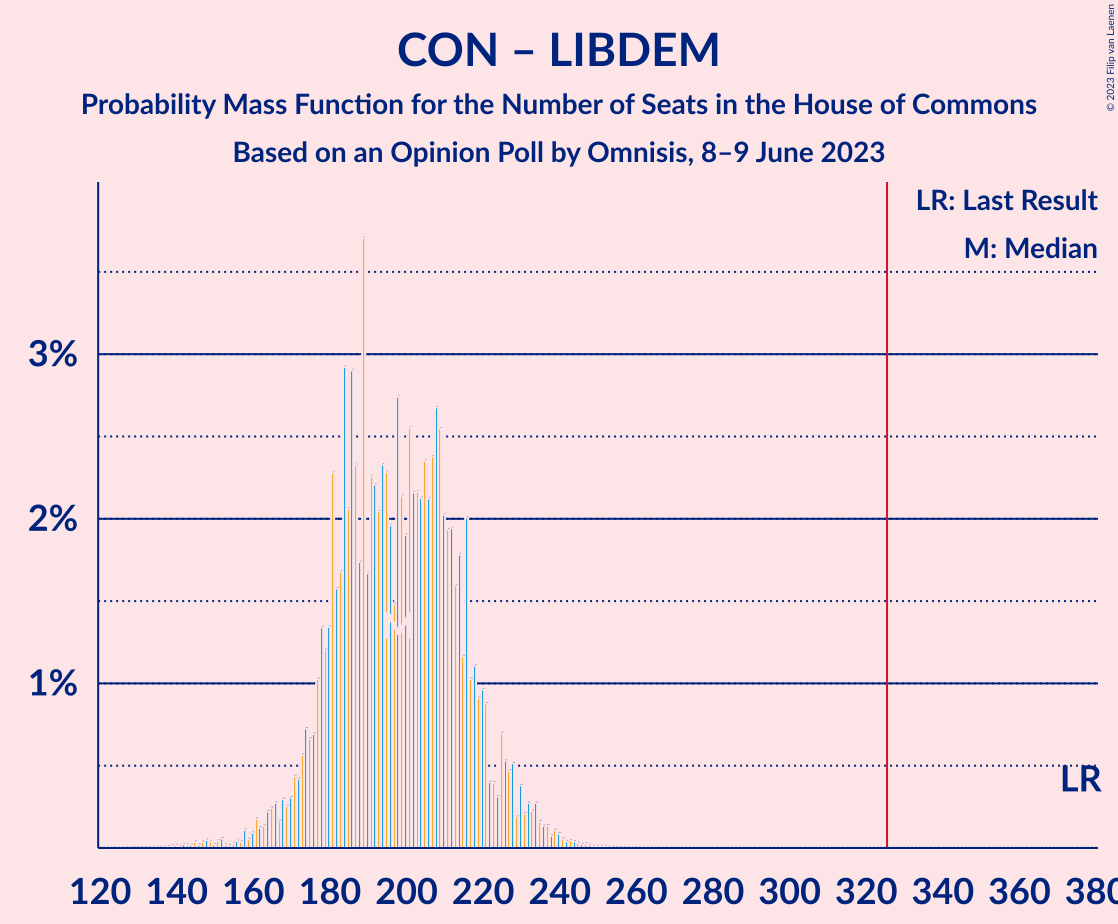 CON – LIBDEM
Probability Mass Function for the Number of Seats in the House of Commons
Based on an Opinion Poll by Omnisis, 8–9 June 2023
© 2023 Filip van Laenen
LR: Last Result
M: Median
3%
2%
1%
M
LR
120 140 160 180 200 220 240 260 280 300 320 340 360 380